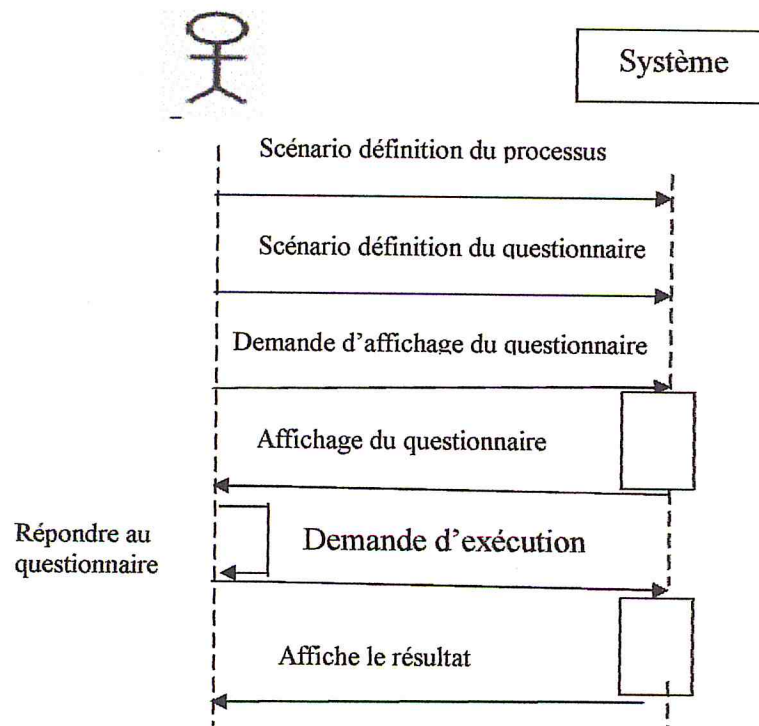 Système
Scénario définition du processus
Scénario définition du questionnaire
Demande d'affichage du questionnaire
Affichage du questionnaire
Répondre au
questionnaire
Demande d'exécution
Affiche le résultat